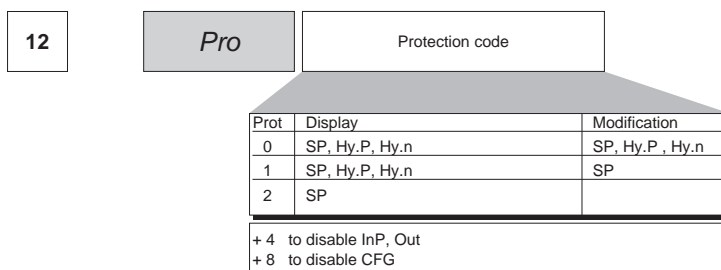 12 Pro Protection code
Prot Display Modification
0 SP, Hy.P, Hy.n SP, Hy.P , Hy.n
1 SP, Hy.P, Hy.n SP
2 SP
+ 4 to disable InP, Out
+ 8 to disable CFG